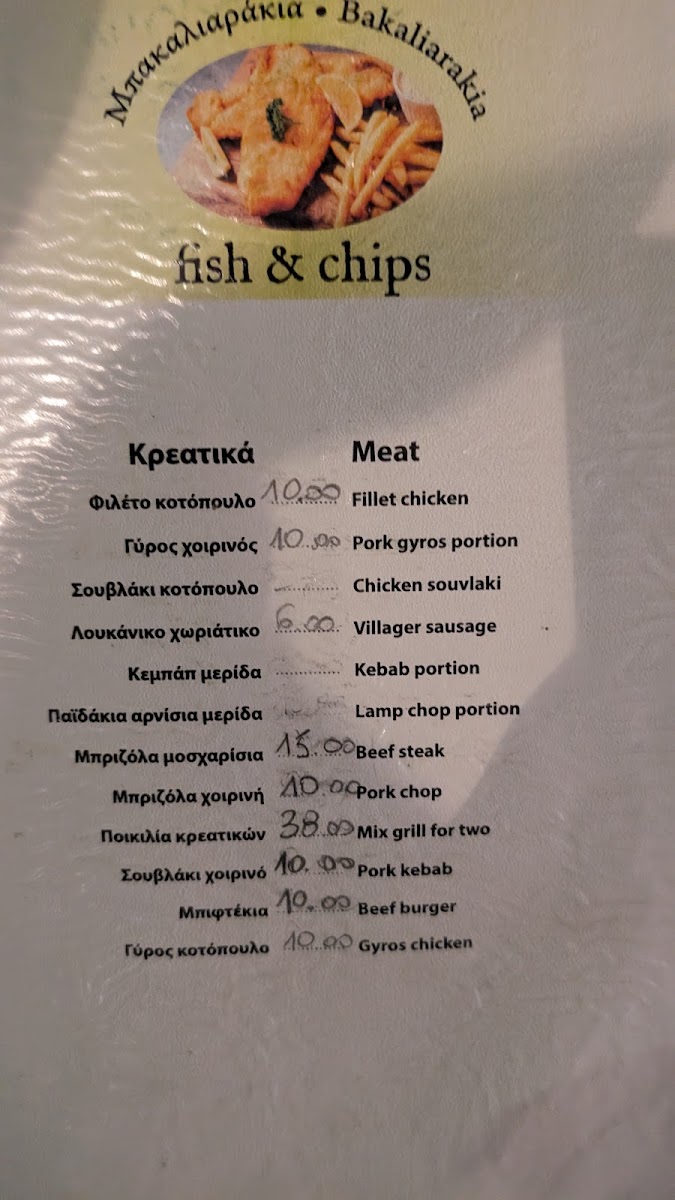 Μπακαλιαράκια • Bakaliarakia
fish & chips
Κρεατικά Meat
Φιλέτο κοτόπουλο 10.00 Fillet chicken
Γύρος χοιρινός 10.00 Pork gyros portion
Σουβλάκι κοτόπουλο Chicken souvlaki
Λουκάνικο χωριάτικο 6.00 Villager sausage
Κεμπάπ μερίδα Kebab portion
Παϊδάκια αρνίσια μερίδα Lamp chop portion
Μπριζόλα μοσχαρίσια 15.00 Beef steak
Μπριζόλα χοιρινή 10.00 Pork chop
Ποικιλία κρεατικών 38.00 Mix grill for two
Σουβλάκι χοιρινό 10.00 Pork kebab
Μπιφτέκια 10.00 Beef burger
Γύρος κοτόπουλο 10.00 Gyros chicken